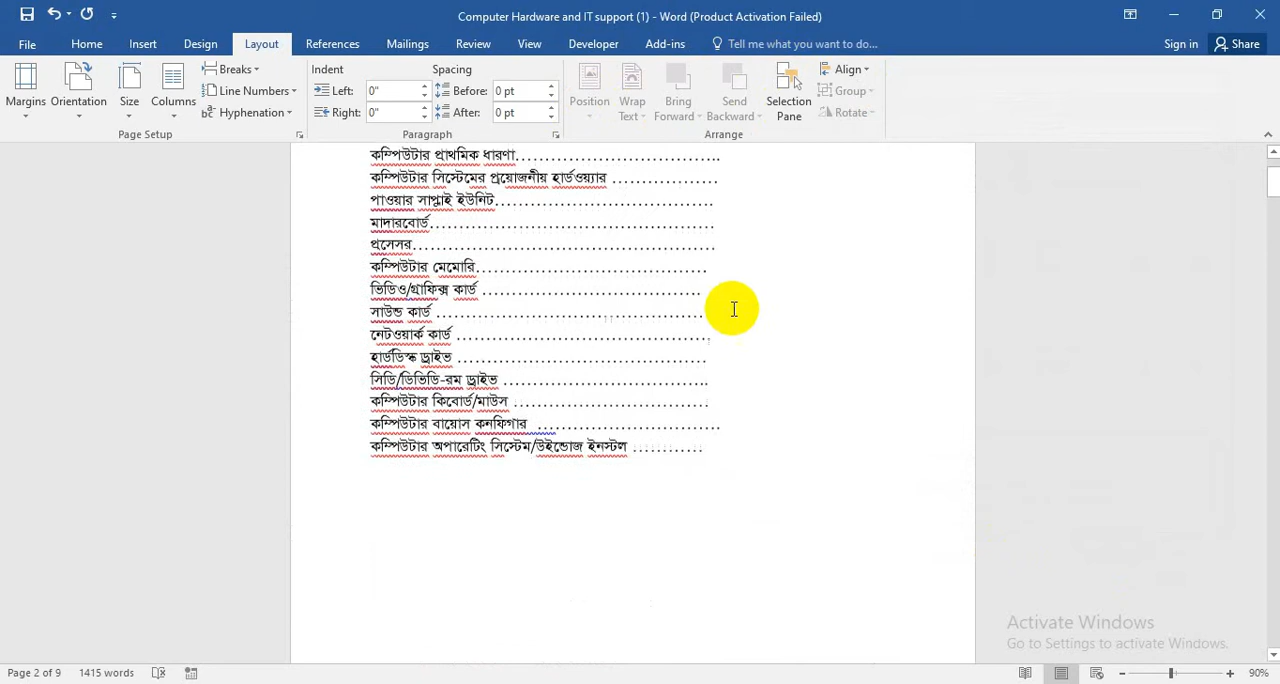 Computer Hardware and IT support (1) - Word (Product Activation Failed)
File Home Insert Design Layout References Mailings Review View Developer Add-ins Tell me what you want to do... Sign in Share
Margins
Orientation
Size
Columns
Breaks
Line Numbers
Hyphenation
Page Setup
Indent
Left: 0"
Right: 0"
Spacing
Before: 0 pt
After: 0 pt
Paragraph
Position
Wrap Text
Bring Forward
Send Backward
Selection Pane
Align
Group
Rotate
Arrange
কম্পিউটার প্রাথমিক ধারণা……………………………..
কম্পিউটার সিস্টেমের প্রয়োজনীয় হার্ডওয়্যার ………………
পাওয়ার সাপ্লাই ইউনিট………………………………
মাদারবোর্ড…………………………………………
প্রসেসর……………………………………………
কম্পিউটার মেমোরি…………………………………
ভিডিও/গ্রাফিক্স কার্ড ………………………………
সাউন্ড কার্ড ………………………………………
নেটওয়ার্ক কার্ড ……………………………………
হার্ডডিস্ক ড্রাইভ ……………………………………
সিডি/ডিভিডি-রম ড্রাইভ ……………………………..
কম্পিউটার কিবোর্ড/মাউস ……………………………
কম্পিউটার বায়োস কনফিগার ……………………………
কম্পিউটার অপারেটিং সিস্টেম/উইন্ডোজ ইনস্টল …………
Activate Windows
Go to Settings to activate Windows.
Page 2 of 9 1415 words 90%